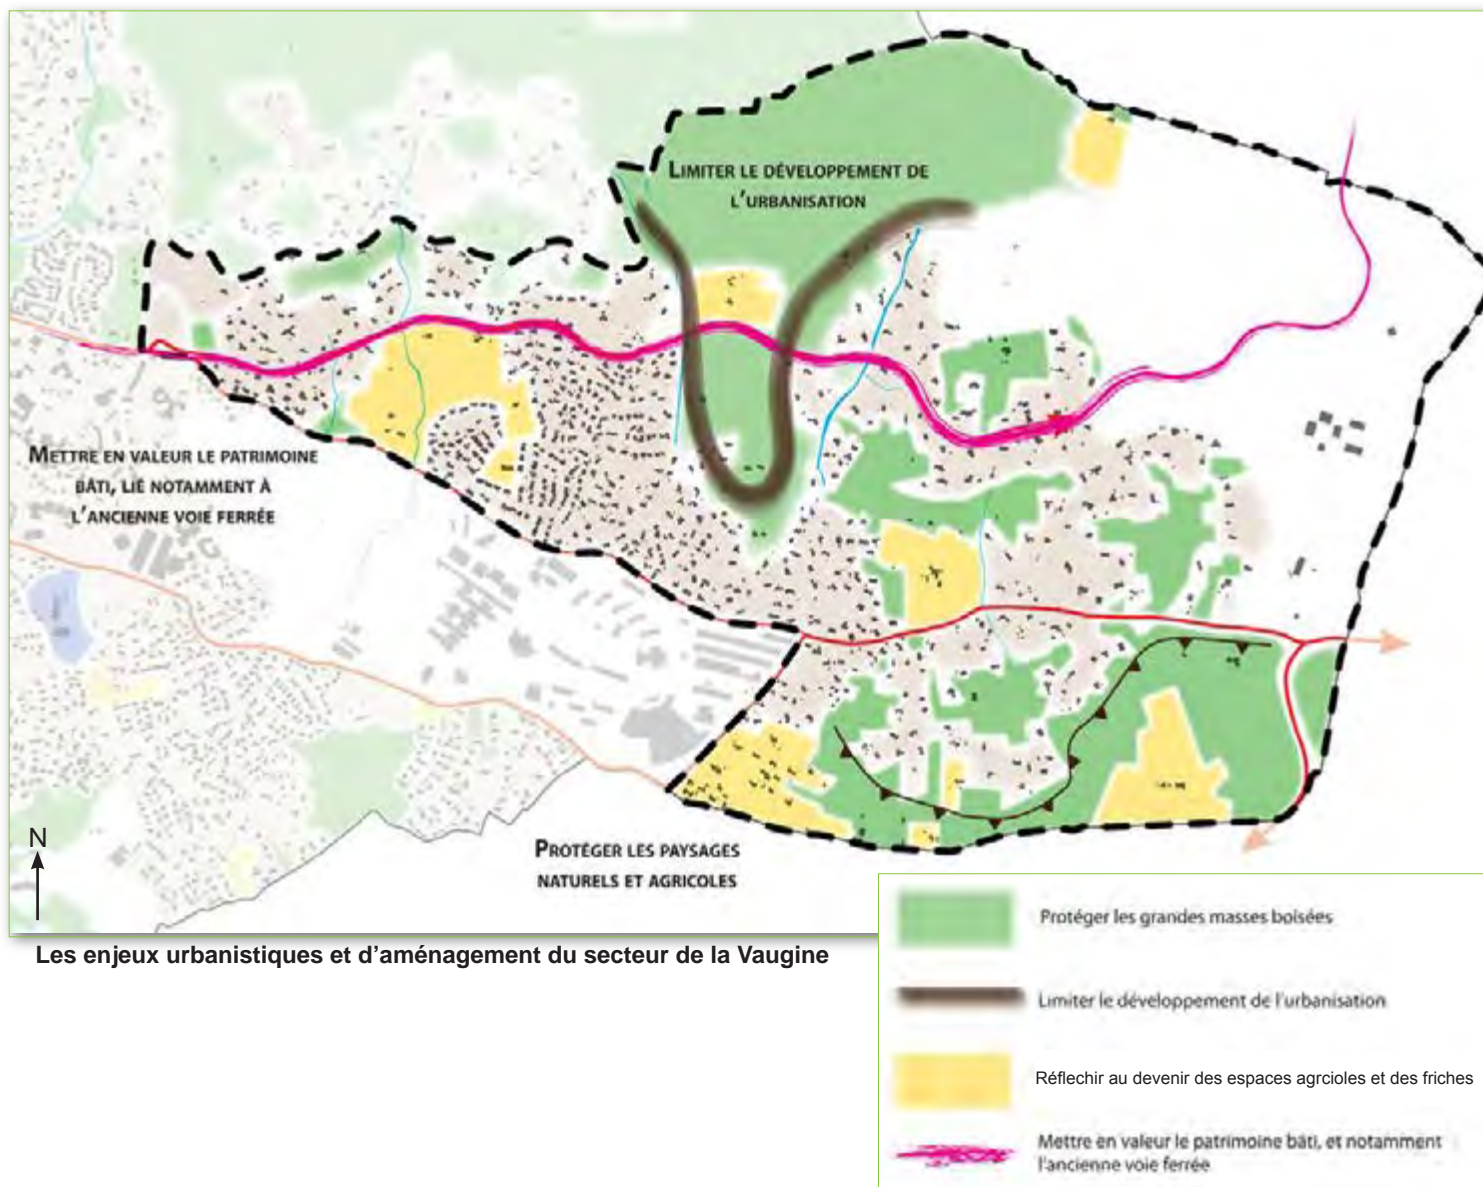 LIMITER LE DÉVELOPPEMENT DE
L'URBANISATION
METTRE EN VALEUR LE PATRIMOINE
BÂTI, LIÉ NOTAMMENT À
L'ANCIENNE VOIE FERRÉE
PROTÉGER LES PAYSAGES
NATURELS ET AGRICOLES
N
Les enjeux urbanistiques et d'aménagement du secteur de la Vaugine
Protéger les grandes masses boisées
Limiter le développement de l'urbanisation
Réflechir au devenir des espaces agrcioles et des friches
Mettre en valeur le patrimoine bâti, et notamment
l'ancienne voie ferrée